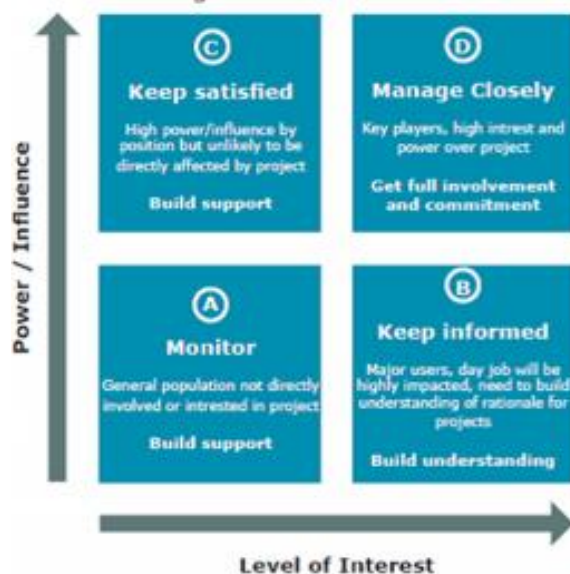 C
Keep satisfied
High power/influence by
position but unlikely to be
directly affected by project
Build support
D
Manage Closely
Key players, high intrest and
power over project
Get full involvement
and commitment
Power / Influence
A
Monitor
General population not directly
involved or intrested in project
Build support
B
Keep informed
Major users, day job will be
highly impacted, need to build
understanding of rationale for
projects
Build understanding
Level of Interest